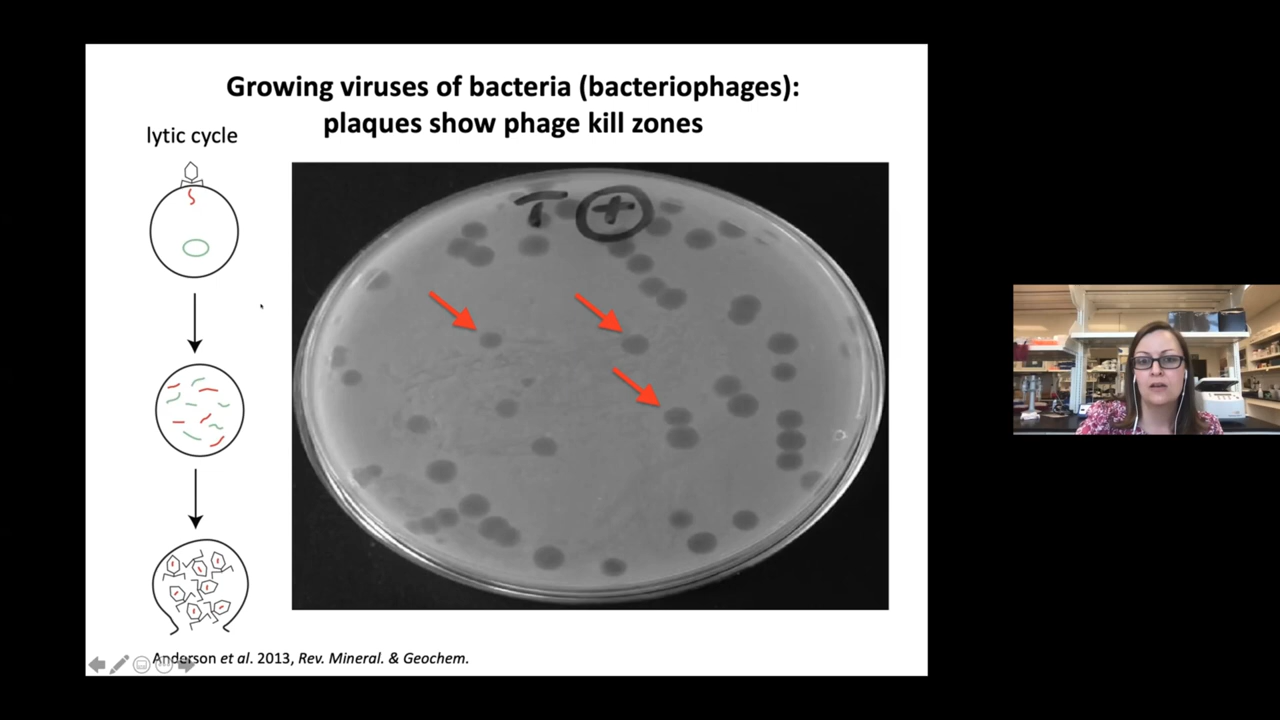 Growing viruses of bacteria (bacteriophages):
plaques show phage kill zones
lytic cycle
T +
Anderson et al. 2013, Rev. Mineral. & Geochem.